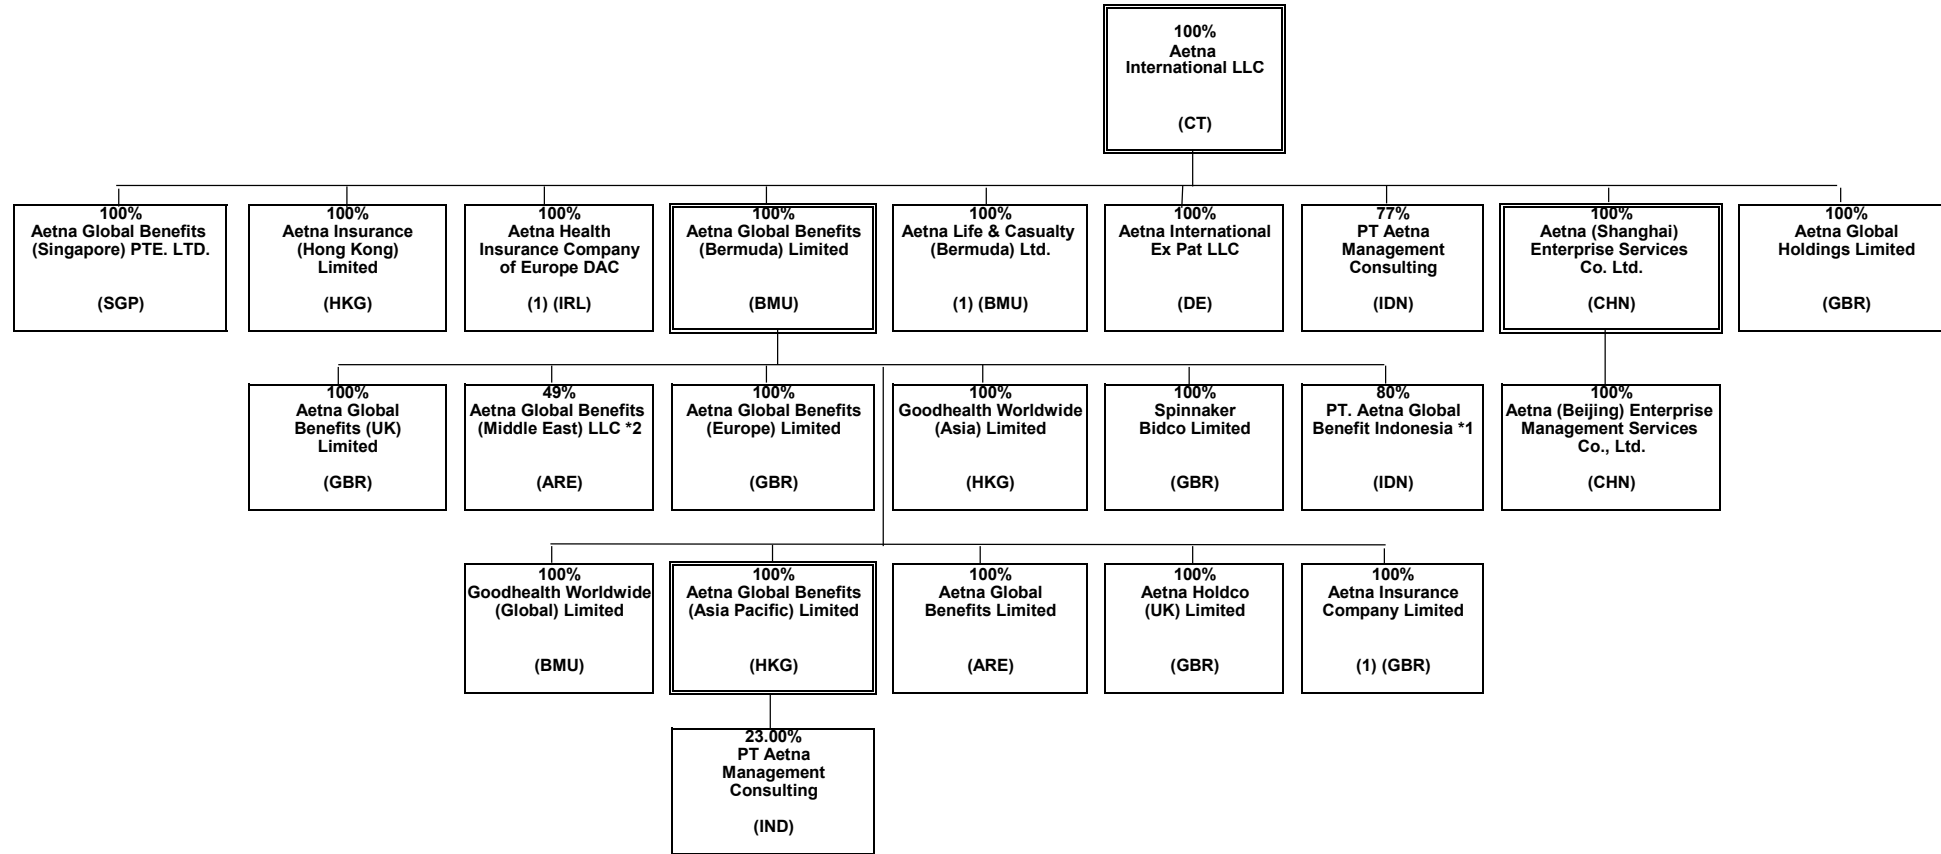 100%
Aetna
International LLC
(CT)
100%
Aetna Global Benefits
(Singapore) PTE. LTD.
(SGP)
100%
Aetna Insurance
(Hong Kong)
Limited
(HKG)
100%
Aetna Health
Insurance Company
of Europe DAC
(1) (IRL)
100%
Aetna Global Benefits
(Bermuda) Limited
(BMU)
100%
Aetna Life & Casualty
(Bermuda) Ltd.
(1) (BMU)
100%
Aetna International
Ex Pat LLC
(DE)
77%
PT Aetna
Management
Consulting
(IDN)
100%
Aetna (Shanghai)
Enterprise Services
Co. Ltd.
(CHN)
100%
Aetna Global
Holdings Limited
(GBR)
100%
Aetna Global
Benefits (UK)
Limited
(GBR)
49%
Aetna Global Benefits
(Middle East) LLC *2
(ARE)
100%
Aetna Global Benefits
(Europe) Limited
(GBR)
100%
Goodhealth Worldwide
(Asia) Limited
(HKG)
100%
Spinnaker
Bidco Limited
(GBR)
80%
PT. Aetna Global
Benefit Indonesia *1
(IDN)
100%
Aetna (Beijing) Enterprise
Management Services
Co., Ltd.
(CHN)
100%
Goodhealth Worldwide
(Global) Limited
(BMU)
100%
Aetna Global Benefits
(Asia Pacific) Limited
(HKG)
100%
Aetna Global
Benefits Limited
(ARE)
100%
Aetna Holdco
(UK) Limited
(GBR)
100%
Aetna Insurance
Company Limited
(1) (GBR)
23.00%
PT Aetna
Management
Consulting
(IND)